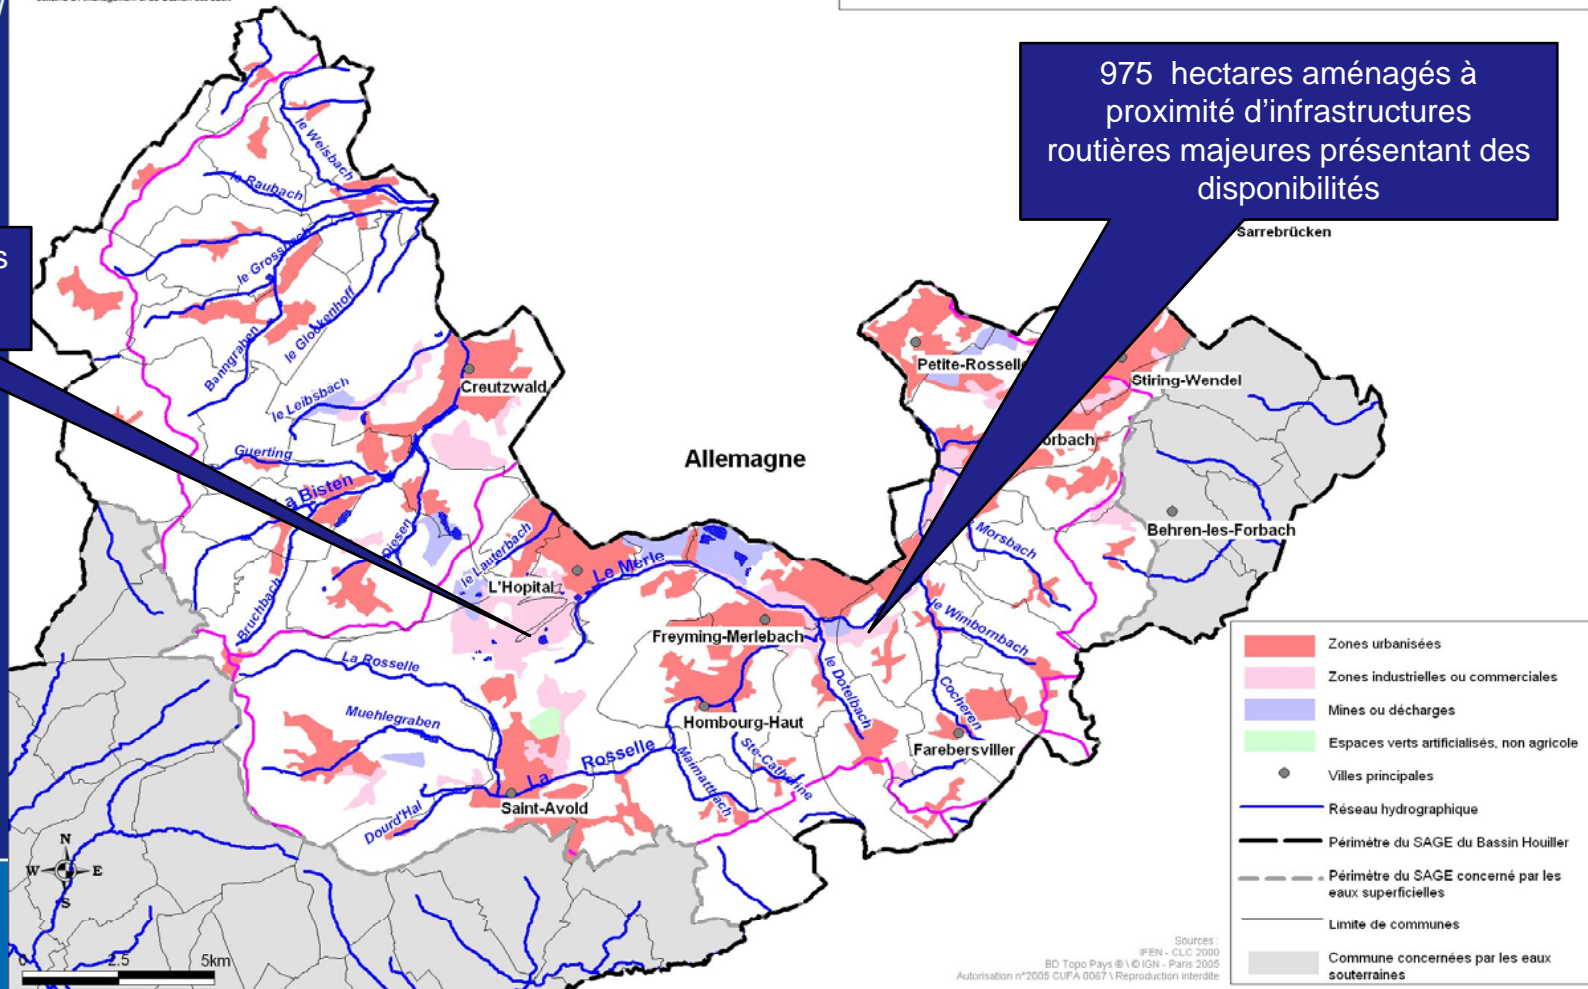 975 hectares aménagés à
proximité d'infrastructures
routières majeures présentant des
disponibilités
s
Sarrebrücken
le Weisbach
le Raubach
le Grossbach
Banngraben
le Glockenhoff
le Leibsbach
Creutzwald
Guerting
La Bisten
Diesen
Bruchbach
le Lauterbach
L'Hopital
Le Merle
Allemagne
Petite-Rosselle
Stiring-Wendel
orbach
Behren-les-Forbach
Morsbach
Freyming-Merlebach
le Wimbornbach
La Rosselle
Muehlegraben
Hombourg-Haut
le Dotelbach
Cocheren
Farebersviller
La Rosselle
Maimattbach
Ste-Catherine
Saint-Avold
Dourd'Hal
N
W E
S
0 2.5 5km
Zones urbanisées
Zones industrielles ou commerciales
Mines ou décharges
Espaces verts artificialisés, non agricole
Villes principales
Réseau hydrographique
Périmètre du SAGE du Bassin Houiller
Périmètre du SAGE concerné par les
eaux superficielles
Limite de communes
Commune concernées par les eaux
souterraines
Sources :
IFEN - CLC 2000
BD Topo Pays ® \ © IGN - Paris 2005
Autorisation n°2005 CUFA 0067 \ Reproduction interdite